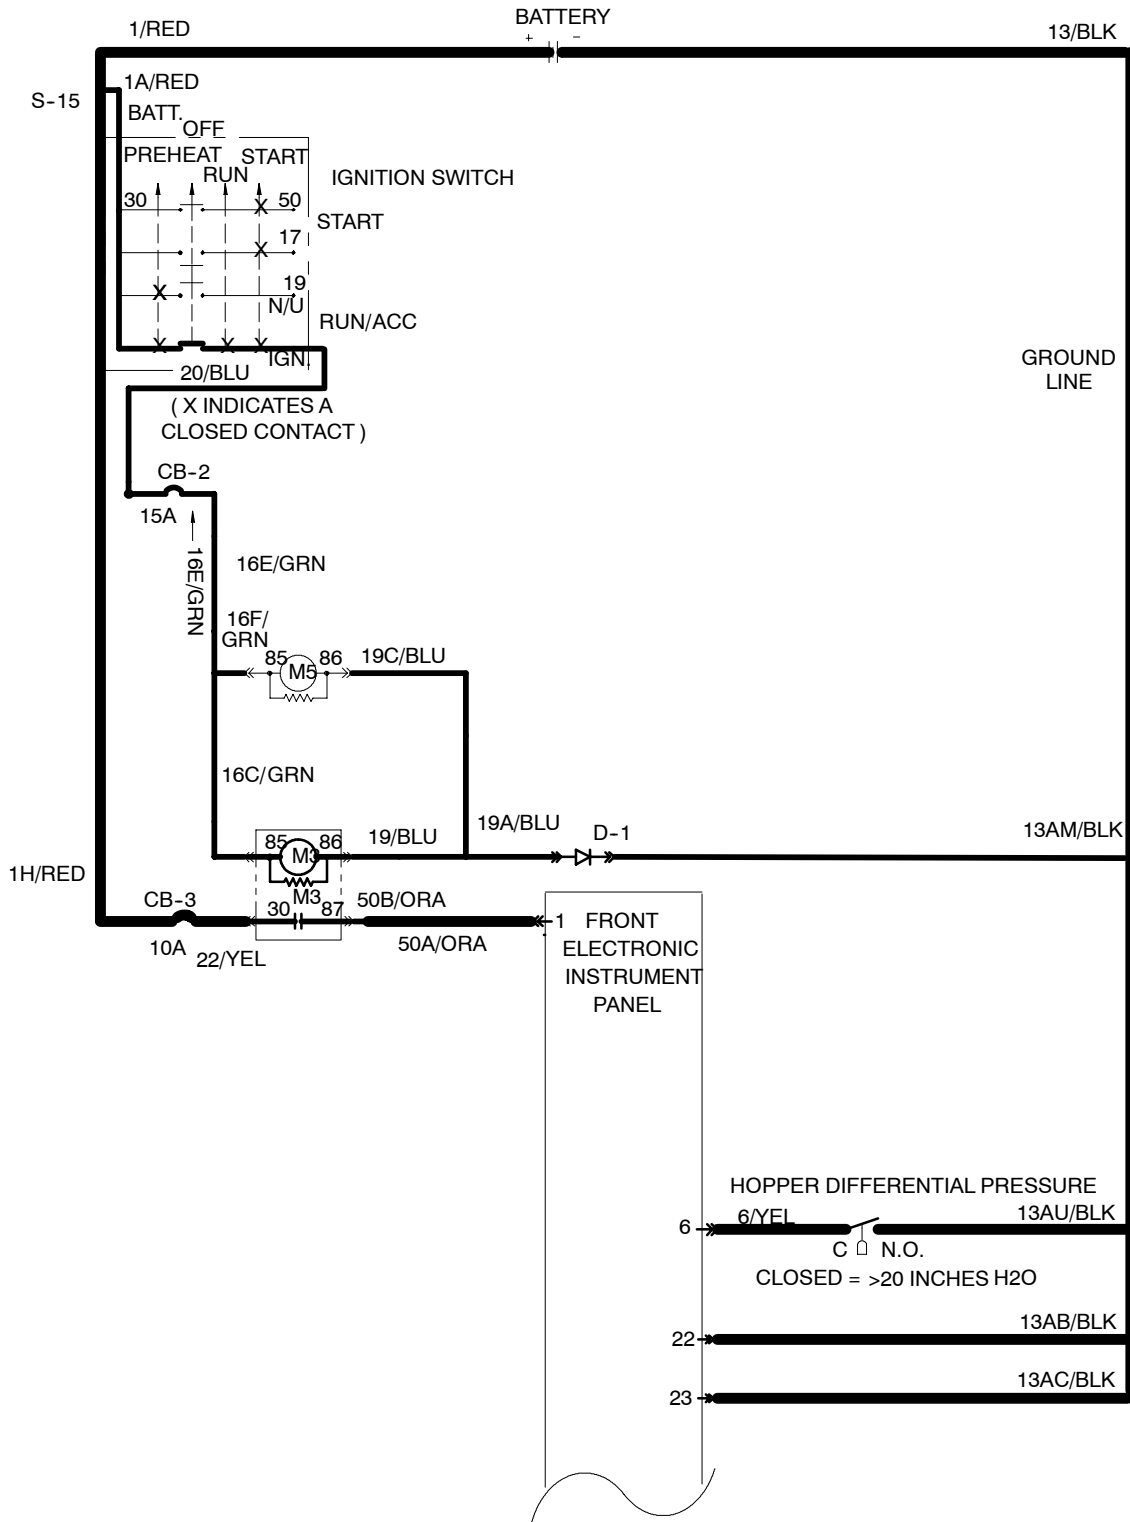 BATTERY
1/RED
+ −
13/BLK
1A/RED
S-15
BATT.
OFF
PREHEAT
START
RUN
IGNITION SWITCH
30
50
START
17
19
N/U
RUN/ACC
IGN.
20/BLU
GROUND
LINE
( X INDICATES A
CLOSED CONTACT )
CB-2
15A
16E/GRN
16E/GRN
16F/
GRN
85
M5
86
19C/BLU
16C/GRN
19A/BLU
D-1
13AM/BLK
85
M3
86
19/BLU
1H/RED
CB-3
M3
30
87
50B/ORA
10A
22/YEL
50A/ORA
1
FRONT
ELECTRONIC
INSTRUMENT
PANEL
HOPPER DIFFERENTIAL PRESSURE
6
6/YEL
13AU/BLK
C
N.O.
CLOSED = >20 INCHES H2O
13AB/BLK
22
13AC/BLK
23